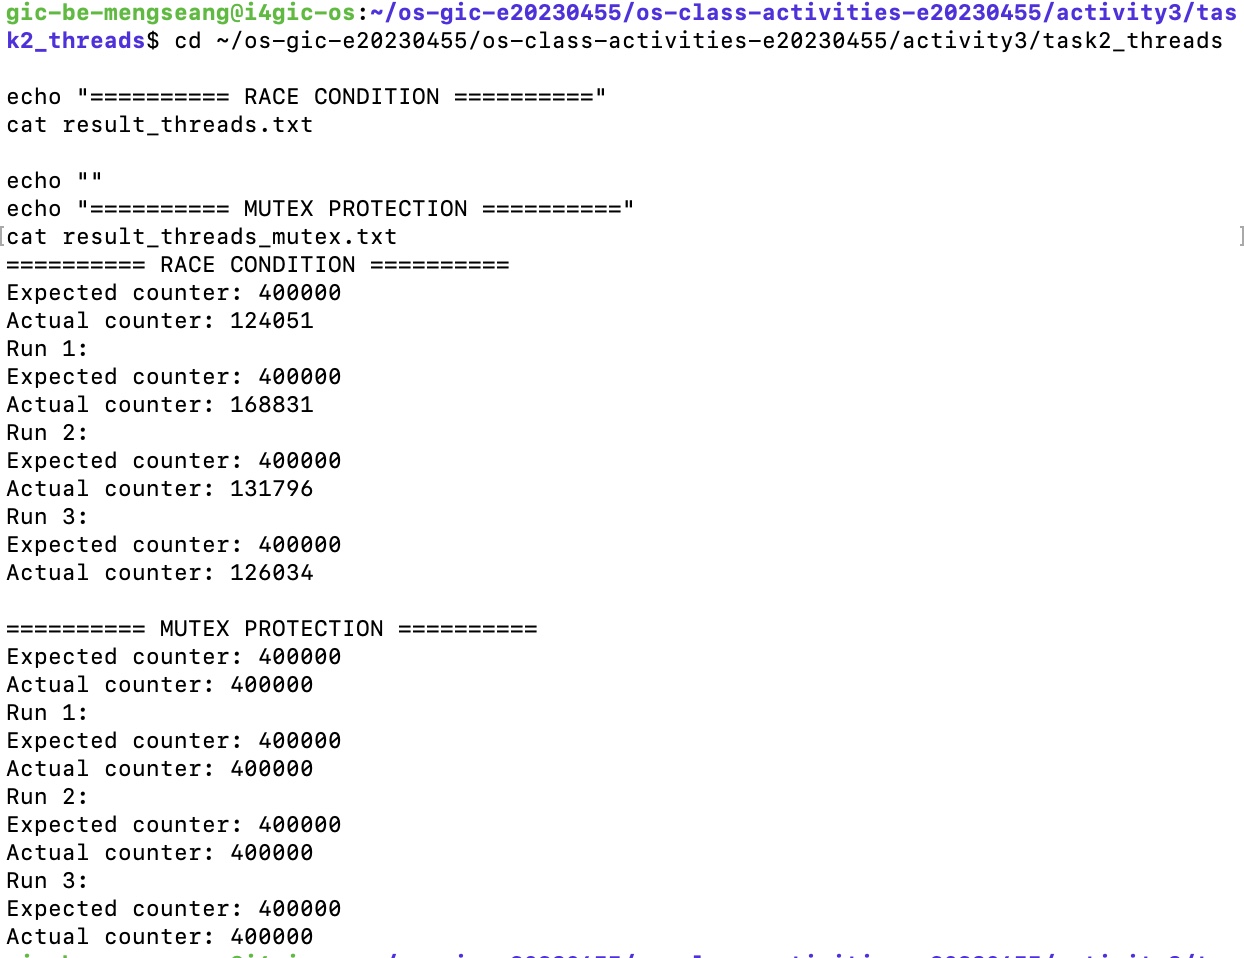 gic-be-mengseang@i4gic-os:~/os-gic-e20230455/os-class-activities-e20230455/activity3/tas
k2_threads$ cd ~/os-gic-e20230455/os-class-activities-e20230455/activity3/task2_threads
echo "========== RACE CONDITION =========="
cat result_threads.txt
echo ""
echo "========== MUTEX PROTECTION =========="
[cat result_threads_mutex.txt ]
========== RACE CONDITION ==========
Expected counter: 400000
Actual counter: 124051
Run 1:
Expected counter: 400000
Actual counter: 168831
Run 2:
Expected counter: 400000
Actual counter: 131796
Run 3:
Expected counter: 400000
Actual counter: 126034
========== MUTEX PROTECTION ==========
Expected counter: 400000
Actual counter: 400000
Run 1:
Expected counter: 400000
Actual counter: 400000
Run 2:
Expected counter: 400000
Actual counter: 400000
Run 3:
Expected counter: 400000
Actual counter: 400000